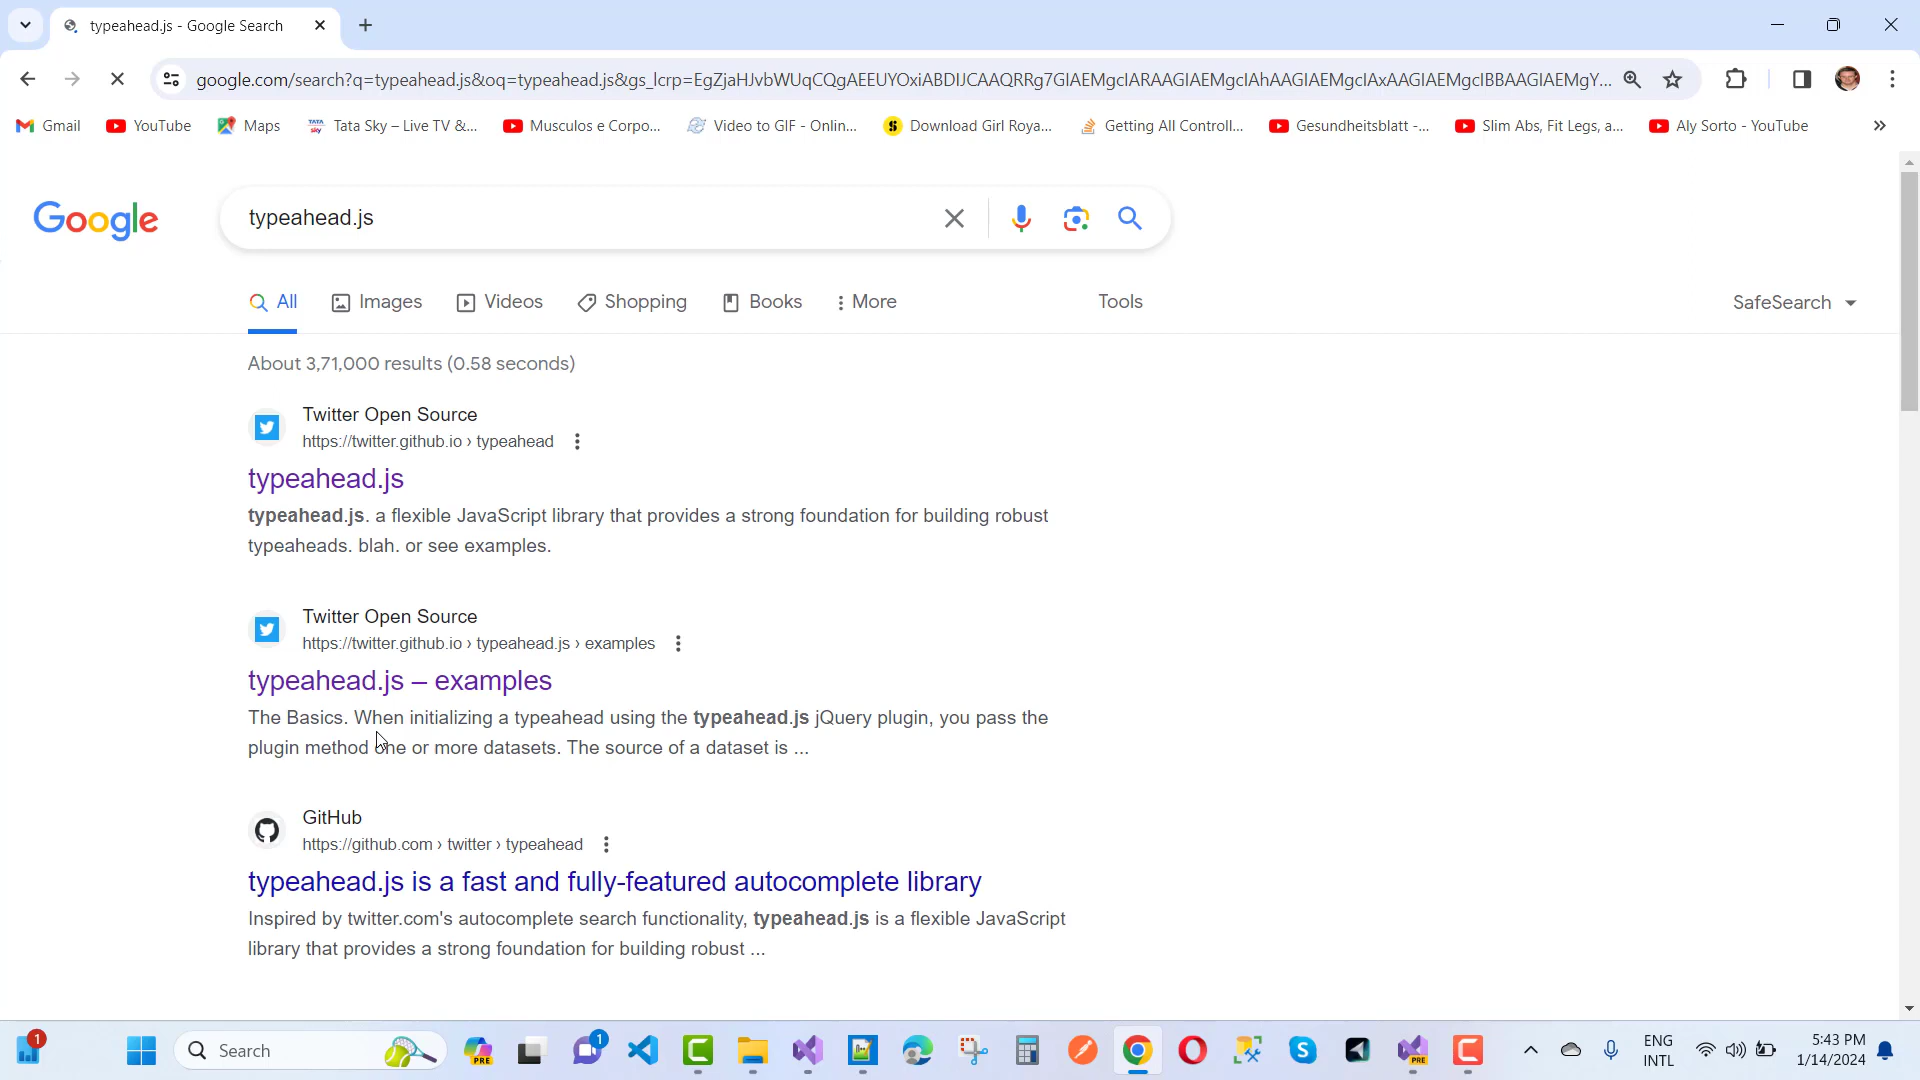 typeahead.js - Google Search
google.com/search?q=typeahead.js&oq=typeahead.js&gs_lcrp=EgZjaHJvbWUqCQgAEEUYOxiABDIJCAAQRRg7GIAEMgcIARAAGIAEMgcIAhAAGIAEMgcIAxAAGIAEMgcIBBAAGIAEMgY...
Gmail YouTube Maps Tata Sky – Live TV &... Musculos e Corpo... Video to GIF - Onlin... Download Girl Roya... Getting All Controll... Gesundheitsblatt -... Slim Abs, Fit Legs, a... Aly Sorto - YouTube
Google typeahead.js
All Images Videos Shopping Books More Tools SafeSearch
About 3,71,000 results (0.58 seconds)
Twitter Open Source
https://twitter.github.io › typeahead
typeahead.js
typeahead.js. a flexible JavaScript library that provides a strong foundation for building robust
typeaheads. blah. or see examples.
Twitter Open Source
https://twitter.github.io › typeahead.js › examples
typeahead.js – examples
The Basics. When initializing a typeahead using the typeahead.js jQuery plugin, you pass the
plugin method one or more datasets. The source of a dataset is ...
GitHub
https://github.com › twitter › typeahead
typeahead.js is a fast and fully-featured autocomplete library
Inspired by twitter.com's autocomplete search functionality, typeahead.js is a flexible JavaScript
library that provides a strong foundation for building robust ...
1 Search PRE 1 PRE ENG 5:43 PM
INTL 1/14/2024